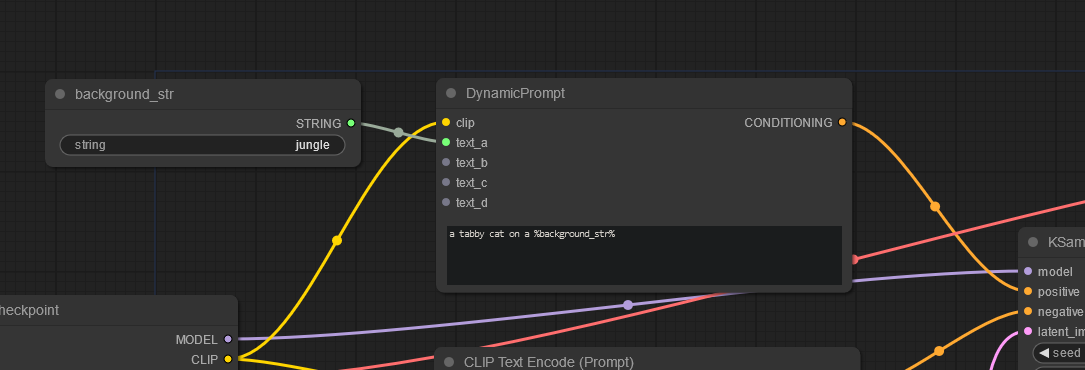 background_str
STRING
string jungle
DynamicPrompt
clip CONDITIONING
text_a
text_b
text_c
text_d
a tabby cat on a %background_str%
heckpoint
MODEL
CLIP
CLIP Text Encode (Prompt)
KSam
model
positive
negative
latent_im
seed